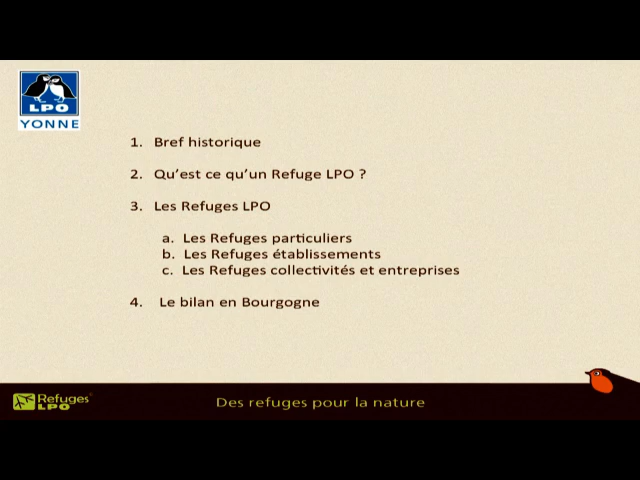 LPO
YONNE
1. Bref historique
2. Qu'est ce qu'un Refuge LPO ?
3. Les Refuges LPO
a. Les Refuges particuliers
b. Les Refuges établissements
c. Les Refuges collectivités et entreprises
4. Le bilan en Bourgogne
Refuges
LPO
Des refuges pour la nature